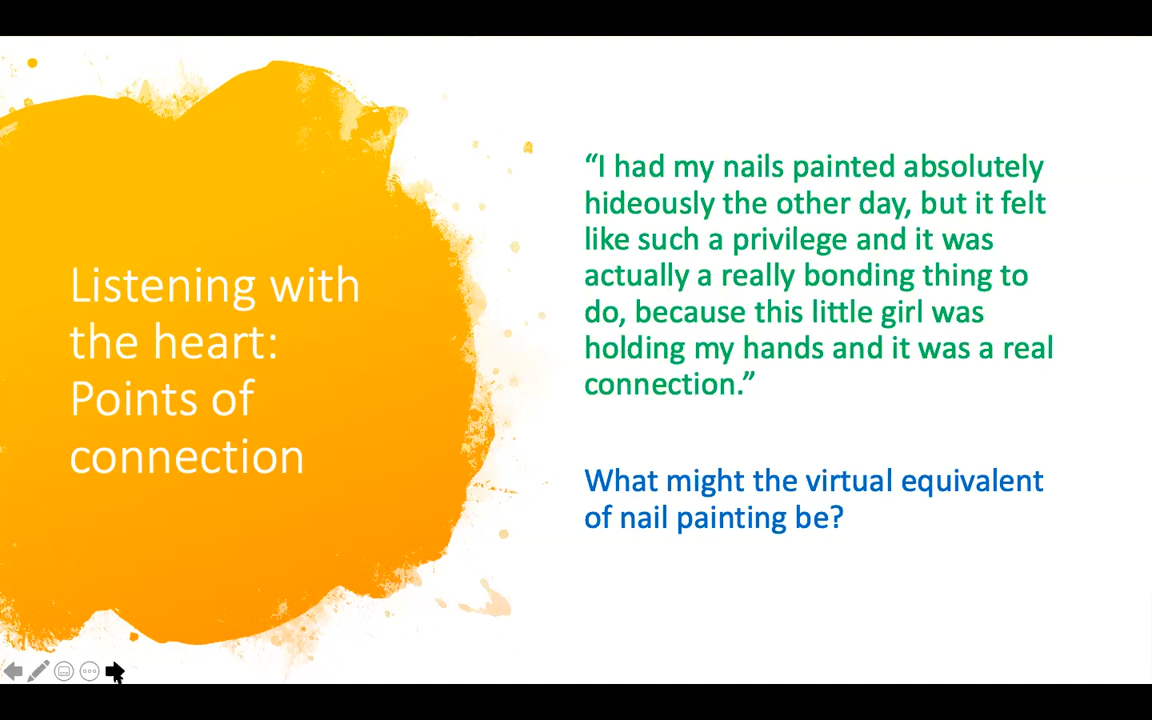 Listening with
the heart:
Points of
connection
“I had my nails painted absolutely
hideously the other day, but it felt
like such a privilege and it was
actually a really bonding thing to
do, because this little girl was
holding my hands and it was a real
connection.”
What might the virtual equivalent
of nail painting be?